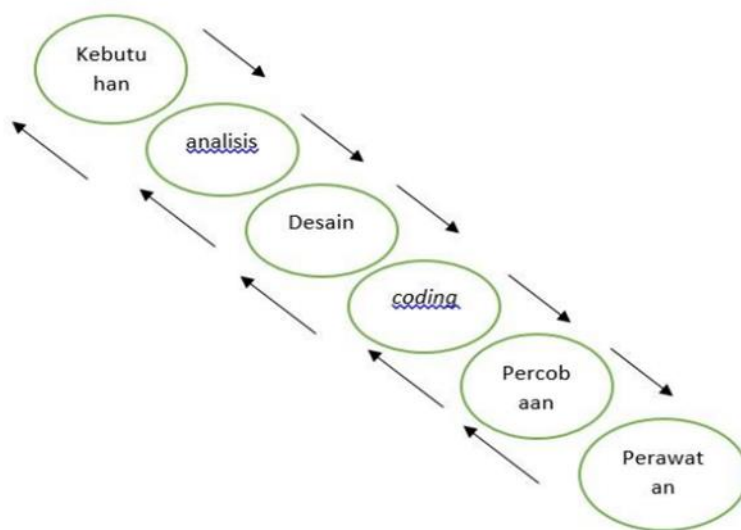 Kebutu
han
analisis
Desain
coding
Percob
aan
Perawat
an